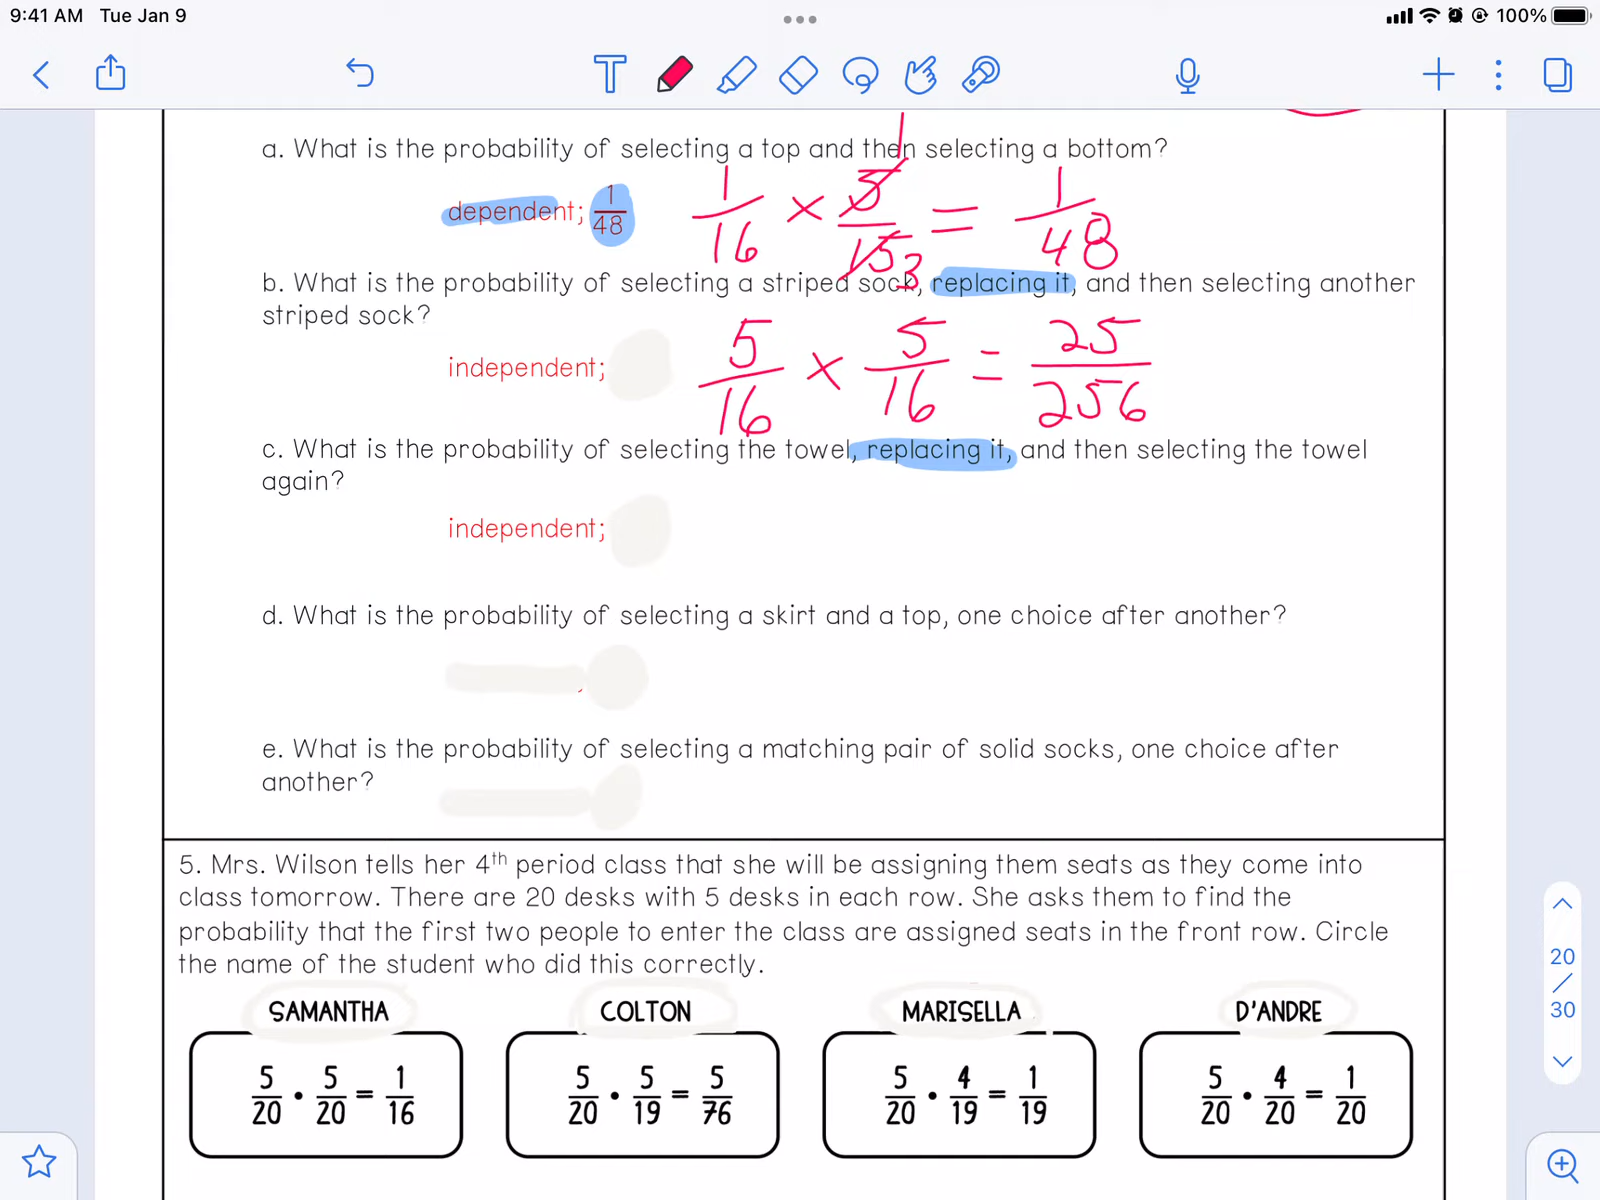 9:41 AM Tue Jan 9
100%
a. What is the probability of selecting a top and then selecting a bottom?
dependent; 1/48 1/16 × 5/15 = 1/48
1
3
b. What is the probability of selecting a striped sock, replacing it, and then selecting another
striped sock?
independent; 5/16 × 5/16 = 25/256
c. What is the probability of selecting the towel, replacing it, and then selecting the towel
again?
independent;
d. What is the probability of selecting a skirt and a top, one choice after another?
e. What is the probability of selecting a matching pair of solid socks, one choice after
another?
5. Mrs. Wilson tells her 4th period class that she will be assigning them seats as they come into
class tomorrow. There are 20 desks with 5 desks in each row. She asks them to find the
probability that the first two people to enter the class are assigned seats in the front row. Circle
the name of the student who did this correctly.
20
/
30
SAMANTHA COLTON MARISELLA D'ANDRE
5/20 · 5/20 = 1/16 5/20 · 5/19 = 5/76 5/20 · 4/19 = 1/19 5/20 · 4/20 = 1/20